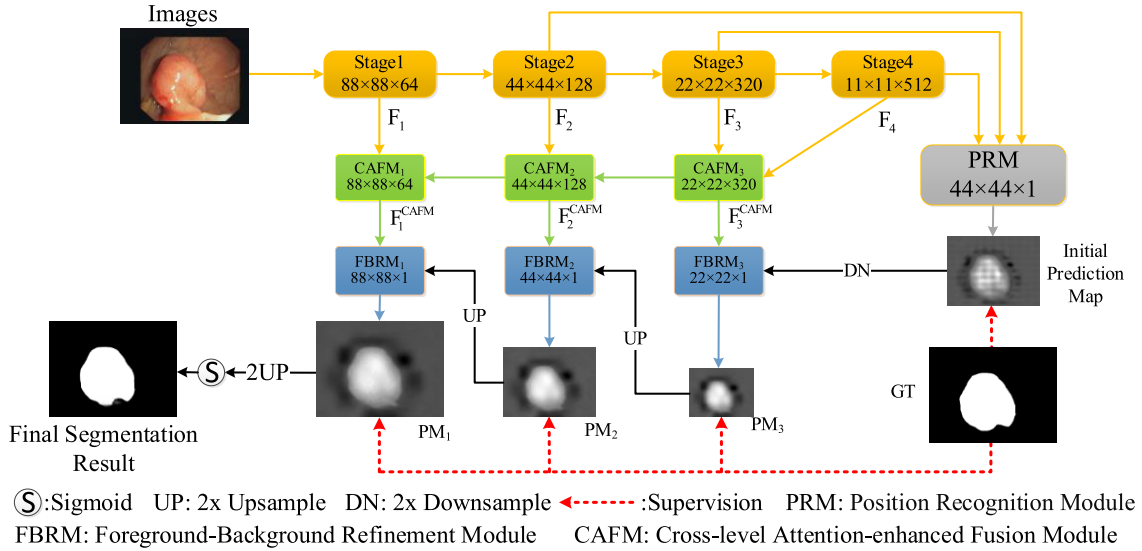 Images
Stage1
88×88×64
Stage2
44×44×128
Stage3
22×22×320
Stage4
11×11×512
F1
F2
F3
F4
PRM
44×44×1
CAFM1
88×88×64
CAFM2
44×44×128
CAFM3
22×22×320
F1CAFM
F2CAFM
F3CAFM
FBRM1
88×88×1
FBRM2
44×44×1
FBRM3
22×22×1
DN
Initial
Prediction
Map
UP
UP
S
2UP
GT
PM1
PM2
PM3
Final Segmentation
Result
S:Sigmoid UP: 2x Upsample DN: 2x Downsample :Supervision PRM: Position Recognition Module
FBRM: Foreground-Background Refinement Module CAFM: Cross-level Attention-enhanced Fusion Module